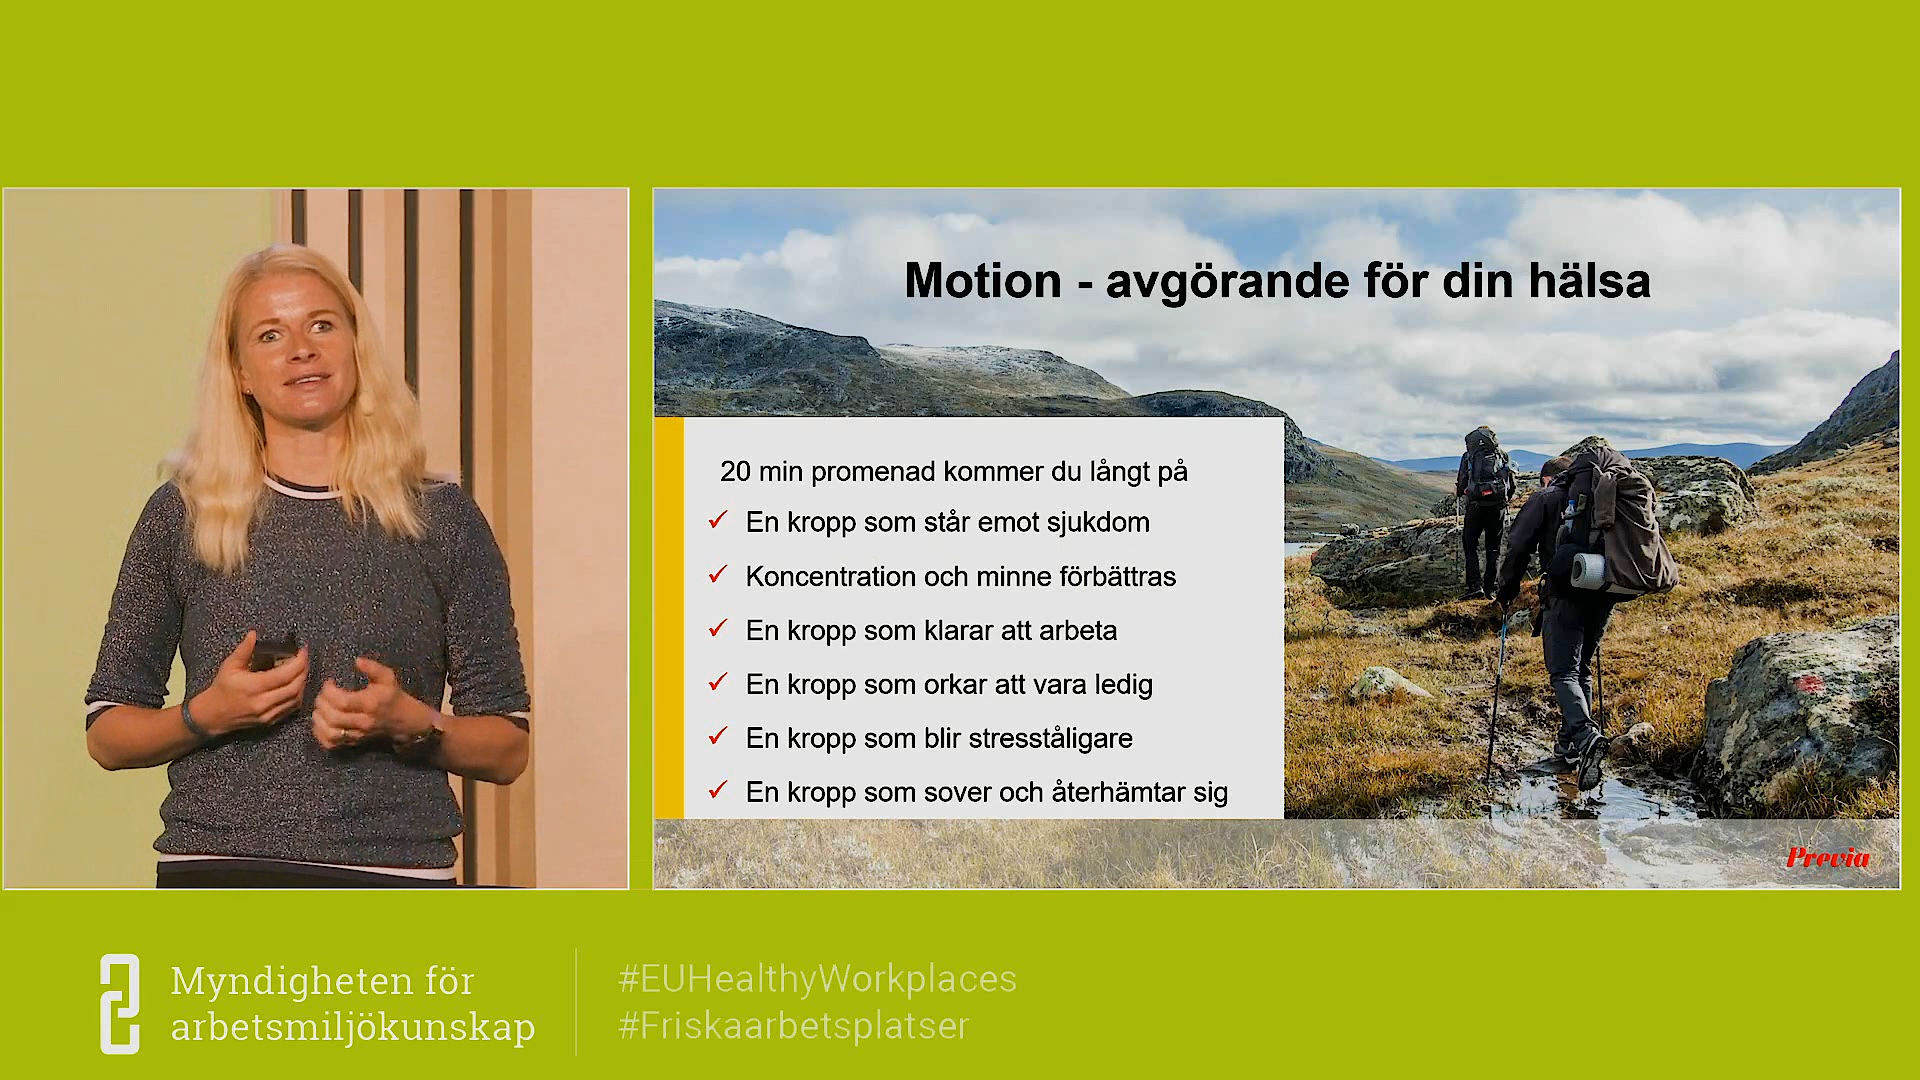 Motion - avgörande för din hälsa
20 min promenad kommer du långt på
En kropp som står emot sjukdom
Koncentration och minne förbättras
En kropp som klarar att arbeta
En kropp som orkar att vara ledig
En kropp som blir stresståligare
En kropp som sover och återhämtar sig
Previa
Myndigheten för
arbetsmiljökunskap
#EUHealthyWorkplaces
#Friskaarbetsplatser